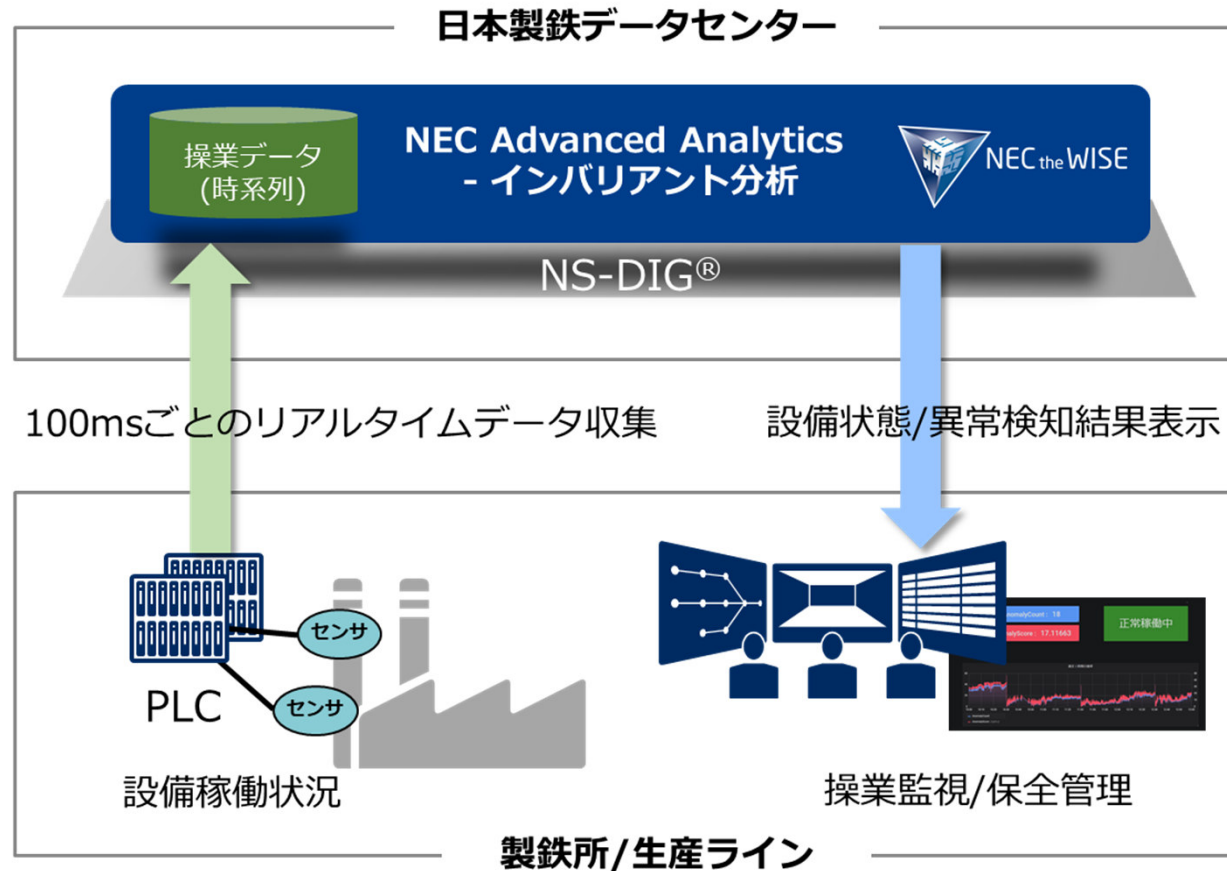 日本製鉄データセンター
操業データ
(時系列)
NEC Advanced Analytics
- インバリアント分析
NEC the WISE
NS-DIG®
100msごとのリアルタイムデータ収集
設備状態/異常検知結果表示
センサ
センサ
PLC
設備稼働状況
nomalyCount : 18
alyScore : 17.11663
正常稼働中
操業監視/保全管理
製鉄所/生産ライン